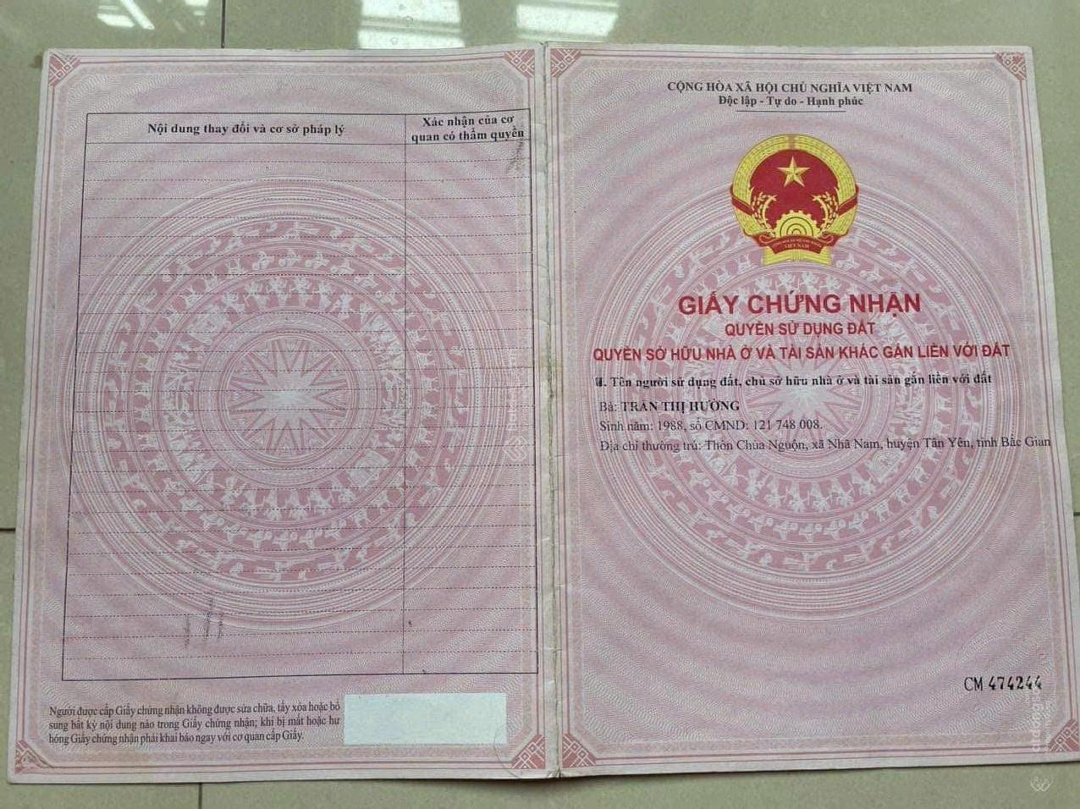 Nội dung thay đổi và cơ sở pháp lý
Xác nhận của cơ
quan có thẩm quyền
Người được cấp Giấy chứng nhận không được sửa chữa, tẩy xóa hoặc bổ
sung bất kỳ nội dung nào trong Giấy chứng nhận; khi bị mất hoặc hư
hỏng Giấy chứng nhận phải khai báo ngay với cơ quan cấp Giấy.
CỘNG HÒA XÃ HỘI CHỦ NGHĨA VIỆT NAM
Độc lập - Tự do - Hạnh phúc
VIỆT NAM
GIẤY CHỨNG NHẬN
QUYỀN SỬ DỤNG ĐẤT
QUYỀN SỞ HỮU NHÀ Ở VÀ TÀI SẢN KHÁC GẮN LIỀN VỚI ĐẤT
I. Tên người sử dụng đất, chủ sở hữu nhà ở và tài sản gắn liền với đất
Bà: TRẦN THỊ HƯỜNG
Sinh năm: 1988, số CMND: 121 748 008.
Địa chỉ thường trú: Thôn Chùa Nguộn, xã Nhã Nam, huyện Tân Yên, tỉnh Bắc Gian
CM 474244